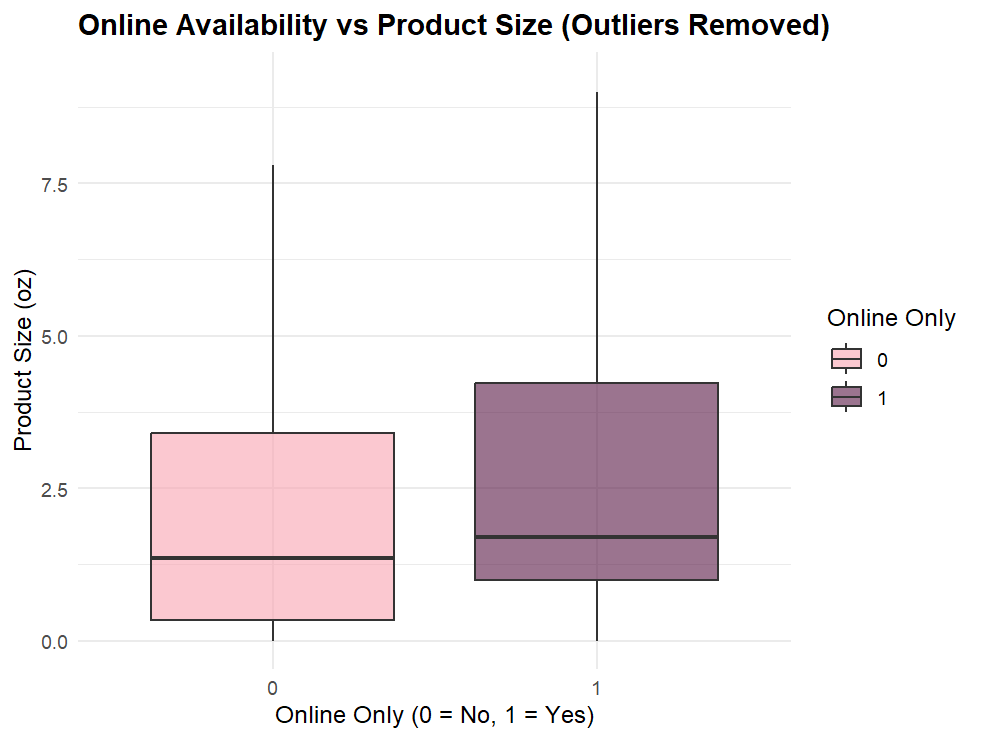 Online Availability vs Product Size (Outliers Removed)
Product Size (oz)
7.5
5.0
2.5
0.0
0
1
Online Only (0 = No, 1 = Yes)
Online Only
0
1